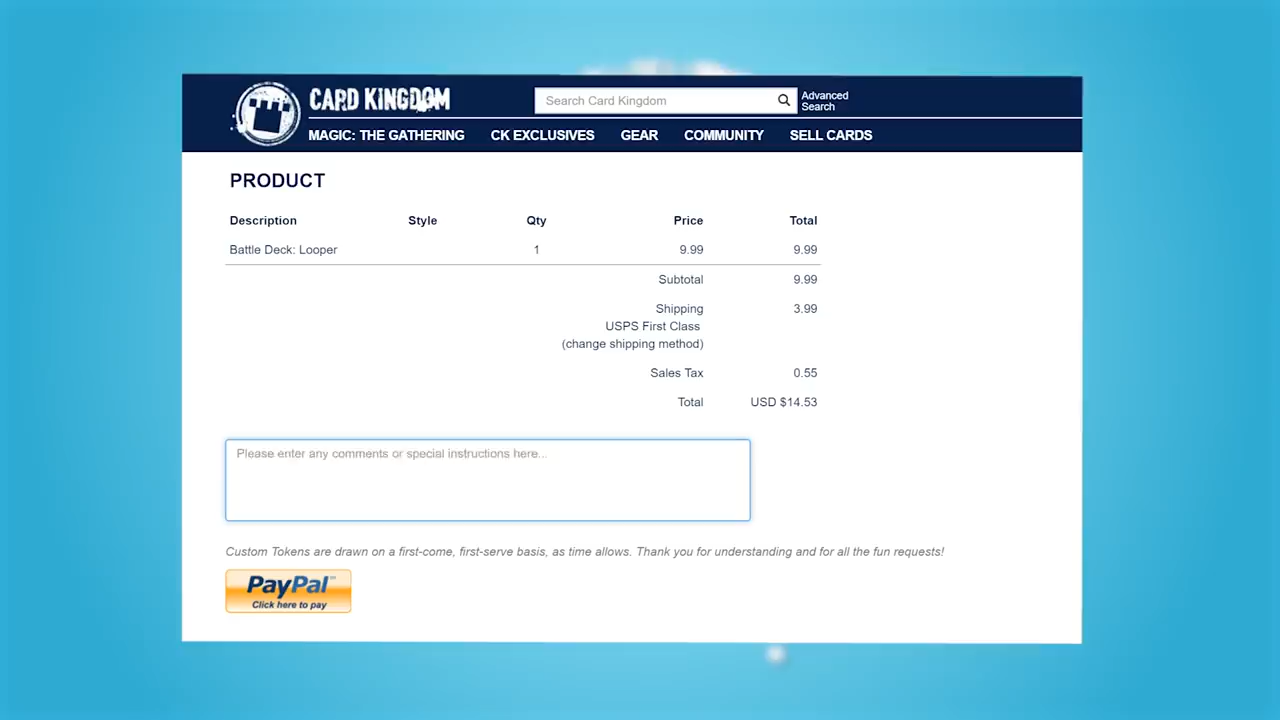 CARD KINGDOM
Search Card Kingdom
Advanced
Search
MAGIC: THE GATHERING CK EXCLUSIVES GEAR COMMUNITY SELL CARDS
PRODUCT
Description Style Qty Price Total
Battle Deck: Looper 1 9.99 9.99
Subtotal 9.99
Shipping 3.99
USPS First Class
(change shipping method)
Sales Tax 0.55
Total USD $14.53
Please enter any comments or special instructions here...
Custom Tokens are drawn on a first-come, first-serve basis, as time allows. Thank you for understanding and for all the fun requests!
PayPal
Click here to pay